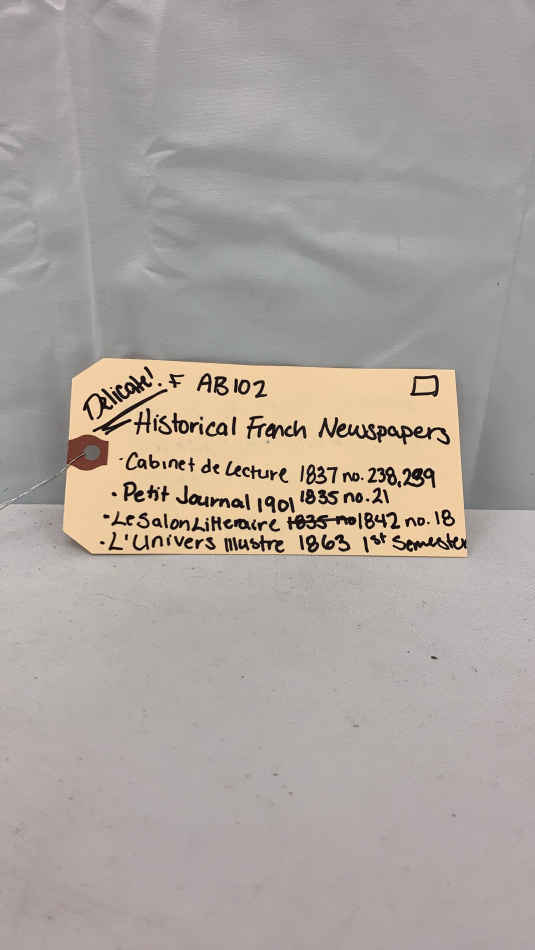 Delicate! F AB102
Historical French Newspapers
· Cabinet de Lecture 1837 no. 238, 239
· Petit Journal 1901 1835 no. 21
· Le Salon Litteraire 1835 no 1842 no. 18
· L'Univers Illustre 1863 1st Semester